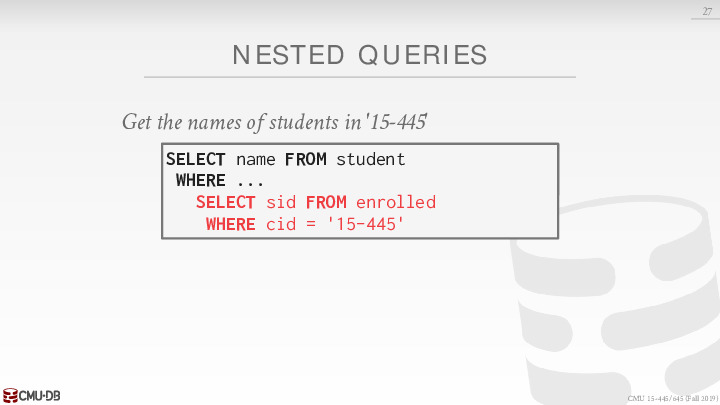 27
NESTED QUERIES
Get the names of students in '15-445'
SELECT name FROM student
WHERE ...
SELECT sid FROM enrolled
WHERE cid = '15-445'
CMU·DB
CMU 15-445/645 (Fall 2019)